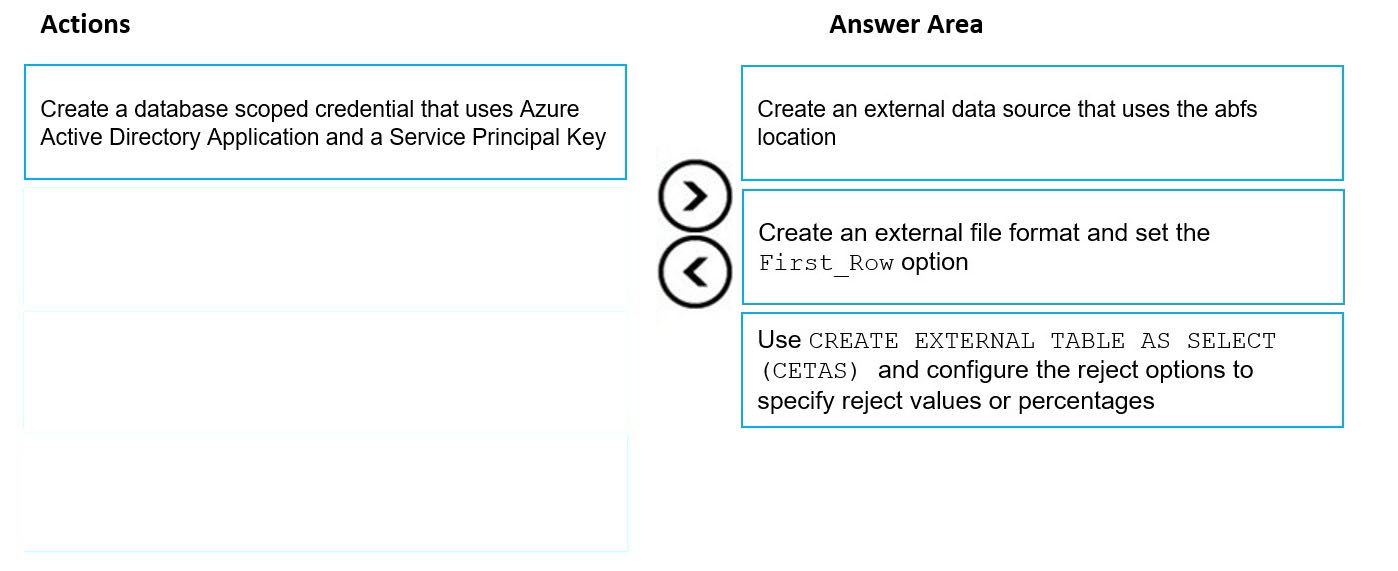 Actions
Answer Area
Create a database scoped credential that uses Azure
Active Directory Application and a Service Principal Key
Create an external data source that uses the abfs
location
Create an external file format and set the
First_Row option
Use CREATE EXTERNAL TABLE AS SELECT
(CETAS) and configure the reject options to
specify reject values or percentages